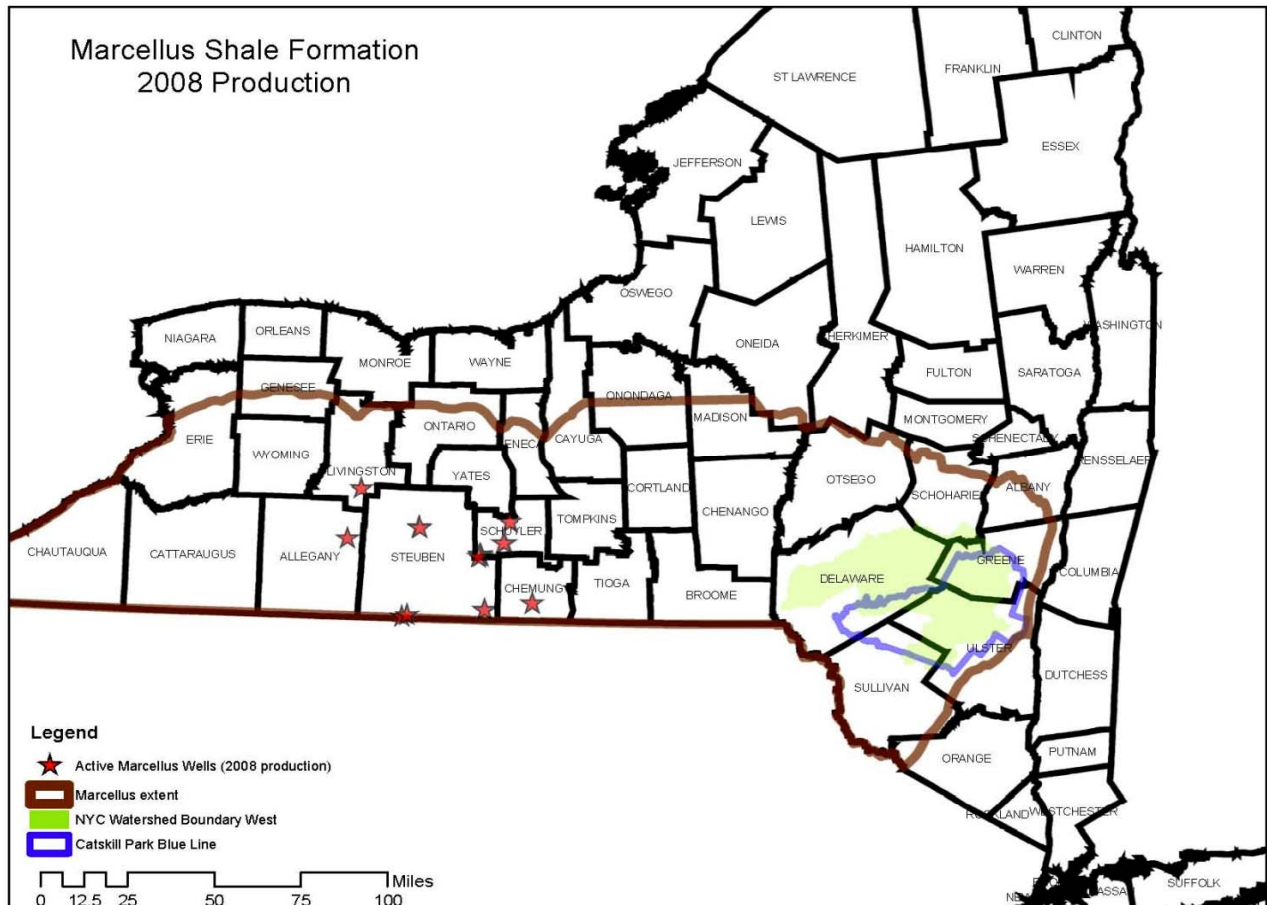 Marcellus Shale Formation
2008 Production
CLINTON
FRANKLIN
ST LAWRENCE
ESSEX
JEFFERSON
LEWIS
HAMILTON
WARREN
OSWEGO
WASHINGTON
NIAGARA
ORLEANS
MONROE
WAYNE
ONEIDA
HERKIMER
FULTON
SARATOGA
GENESEE
ONONDAGA
MADISON
MONTGOMERY
SCHENECTADY
ERIE
ONTARIO
ENECA
CAYUGA
WYOMING
LIVINGSTON
YATES
CORTLAND
OTSEGO
SCHOHARIE
ALBANY
RENSSELAER
CHENANGO
TOMPKINS
SCHUYLER
CHAUTAUQUA
CATTARAUGUS
ALLEGANY
STEUBEN
CHEMUNG
TIOGA
BROOME
DELAWARE
GREENE
COLUMBIA
ULSTER
SULLIVAN
DUTCHESS
ORANGE
PUTNAM
ROCKLAND
WESTCHESTER
SUFFOLK
Legend
Active Marcellus Wells (2008 production)
Marcellus extent
NYC Watershed Boundary West
Catskill Park Blue Line
0 12.5 25 50 75 100 Miles